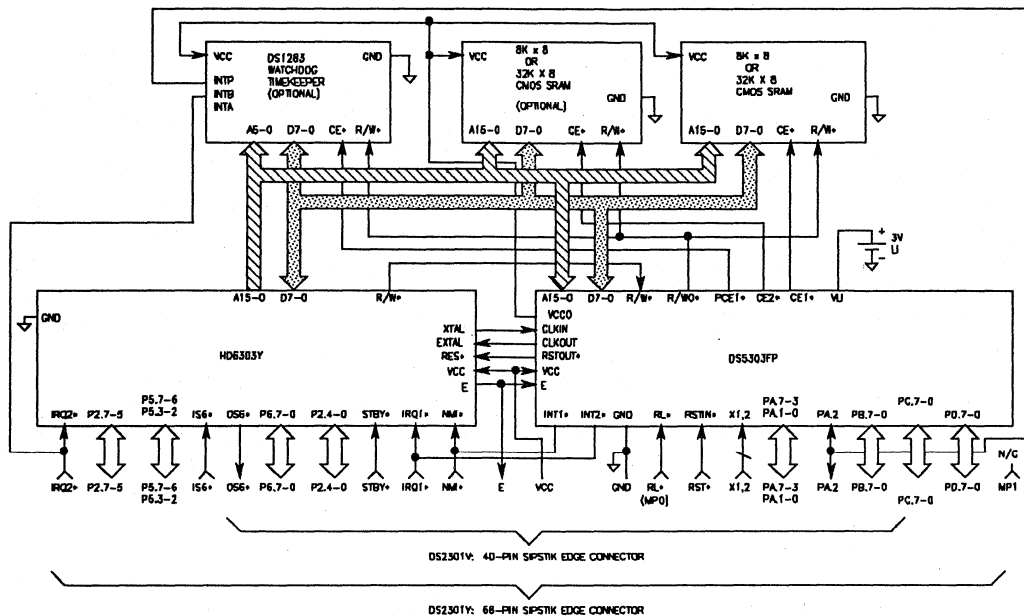 VCC
DS1283
WATCHDOG
TIMEKEEPER
(OPTIONAL)
GND
INTP
INTB
INTA
A5-0 D7-0 CE* R/W*
VCC
8K x 8
OR
32K X 8
CMOS SRAM
(OPTIONAL)
GND
A15-0 D7-0 CE* R/W*
VCC
8K x 8
OR
32K X 8
CMOS SRAM
GND
A15-0 D7-0 CE* R/W*
+ 3V
LI
-
A15-0 D7-0 R/W*
GND
HD6303Y
XTAL
EXTAL
RES*
VCC
E
IRQ2* P2.7-5 P5.7-6 P5.3-2 IS6* OS6* P6.7-0 P2.4-0 STBY* IRQ1* NMI*
A15-0 D7-0 R/W* R/WO* PCE1* CE2* CE1* VLI
VCCO
CLKIN
CLKOUT
RSTOUT*
VCC
E
DS5303FP
INT1* INT2* GND RL* RSTIN* X1,2 PA.7-3 PA.1-0 PA.2 PB.7-0 PC.7-0 PD.7-0
N/C
IRQ2* P2.7-5 P5.7-6 P5.3-2 IS6* OS6* P6.7-0 P2.4-0 STBY* IRQ1* NMI* E VCC GND RL* (MP0) RST* X1,2 PA.7-3 PA.1-0 PA.2 PB.7-0 PC.7-0 PD.7-0 MP1
DS2301V: 40-PIN SIPSTIK EDGE CONNECTOR
DS2301Y: 68-PIN SIPSTIK EDGE CONNECTOR